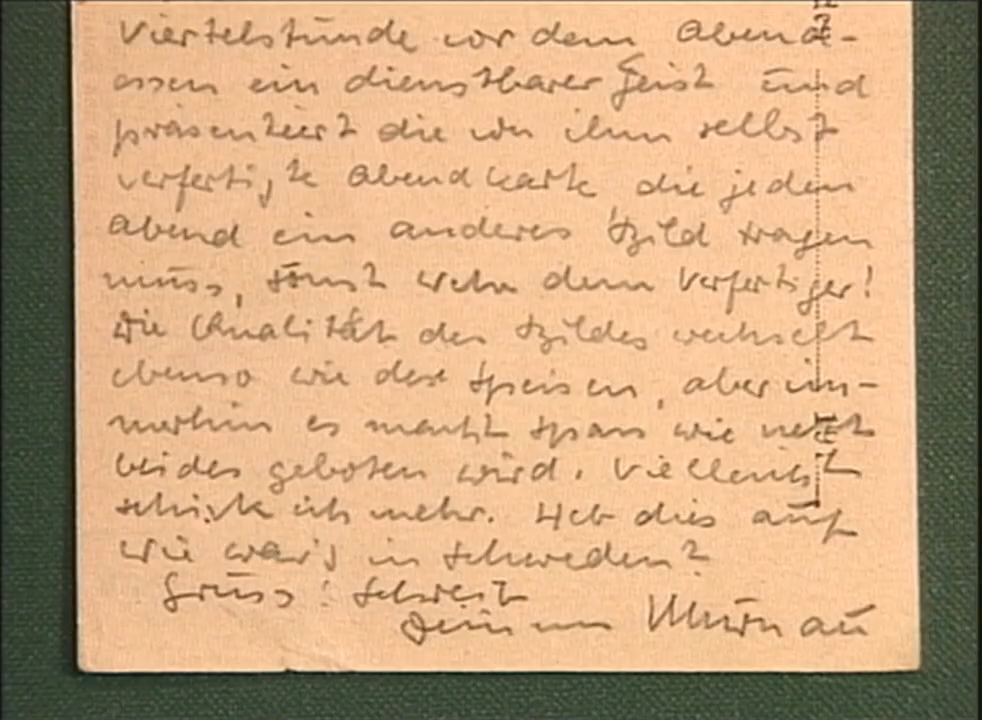 Viertelstunde vor dem Abend-
essen ein dienstbarer Geist und
präsentiert die von ihm selbst
verfertigte Abendkarte die jeden
Abend ein anderes Bild tragen
muss, sonst wehe dem Verfertiger!
Die Qualität des Bildes wechselt
ebenso wie der Speisen, aber im-
merhin es macht spass wie nett
beides geboten wird. Vielleicht
schick ich mehr. Heb dies auf
wie war's in Schweden?
Gruss! Schreib
Deinem Murnau